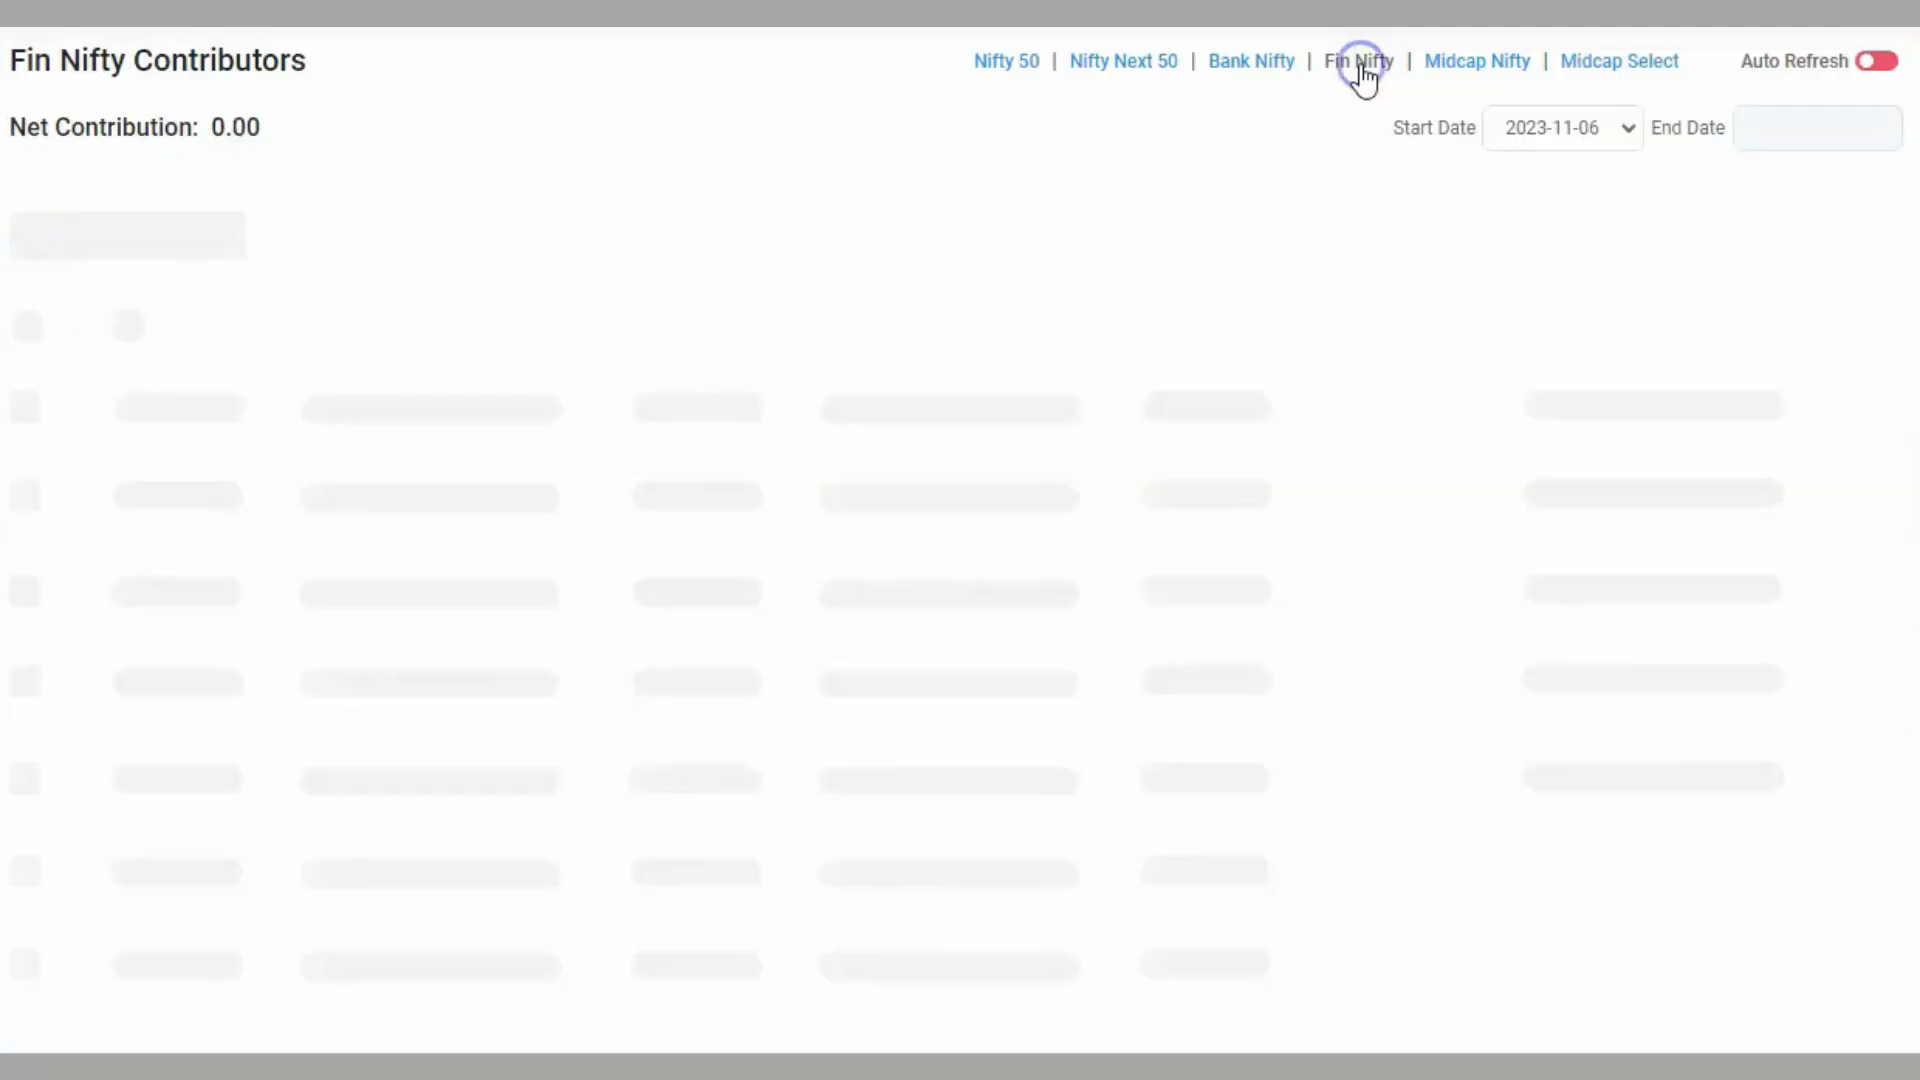 Fin Nifty Contributors
Nifty 50 | Nifty Next 50 | Bank Nifty | Fin Nifty | Midcap Nifty | Midcap Select
Auto Refresh
Net Contribution: 0.00
Start Date 2023-11-06 End Date